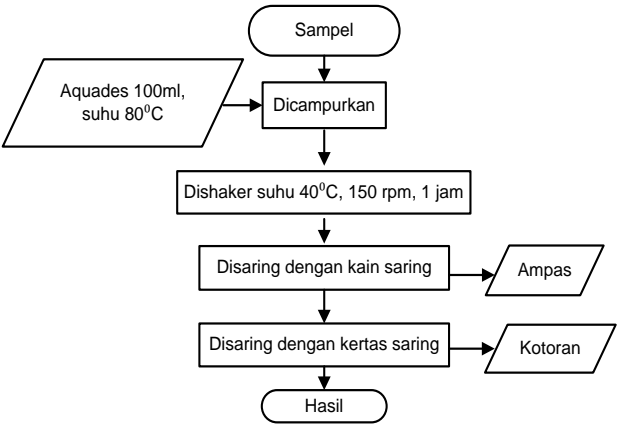 Sampel
Aquades 100ml,
suhu 80⁰C
Dicampurkan
Dishaker suhu 40⁰C, 150 rpm, 1 jam
Disaring dengan kain saring
Ampas
Disaring dengan kertas saring
Kotoran
Hasil